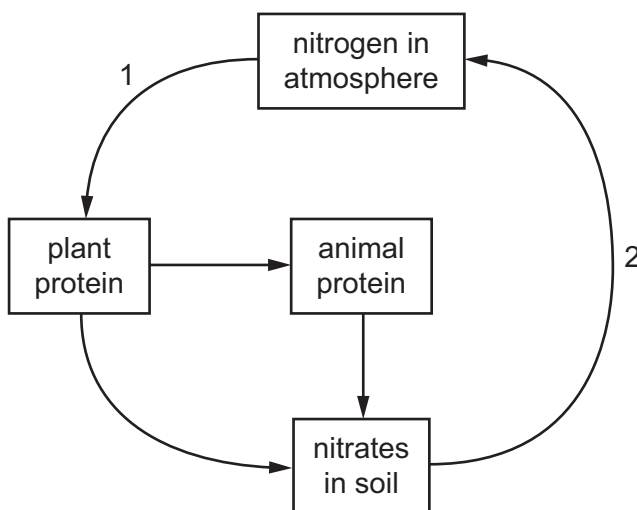 nitrogen in
atmosphere
1
plant
protein
animal
protein
2
nitrates
in soil